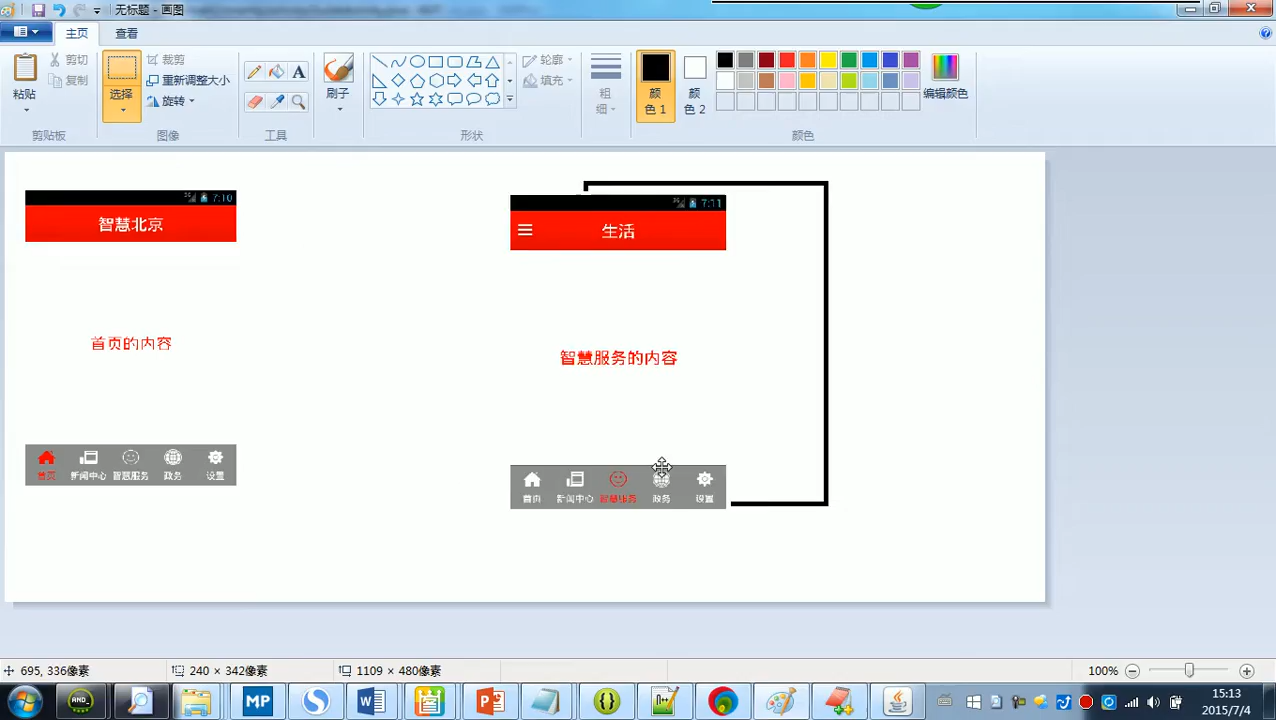 无标题 - 画图
主页
查看
粘贴
剪切
复制
剪贴板
选择
裁剪
重新调整大小
旋转
图像
A
工具
刷子
形状
轮廓
填充
粗细
颜色 1
颜色 2
颜色
编辑颜色
7:10
智慧北京
首页的内容
首页 新闻中心 智慧服务 政务 设置
3G 7:11
生活
智慧服务的内容
首页 新闻中心 智慧服务 政务 设置
695, 336像素
240 × 342像素
1109 × 480像素
100%
AND_
MP
S
W
P
{}
15:13
2015/7/4